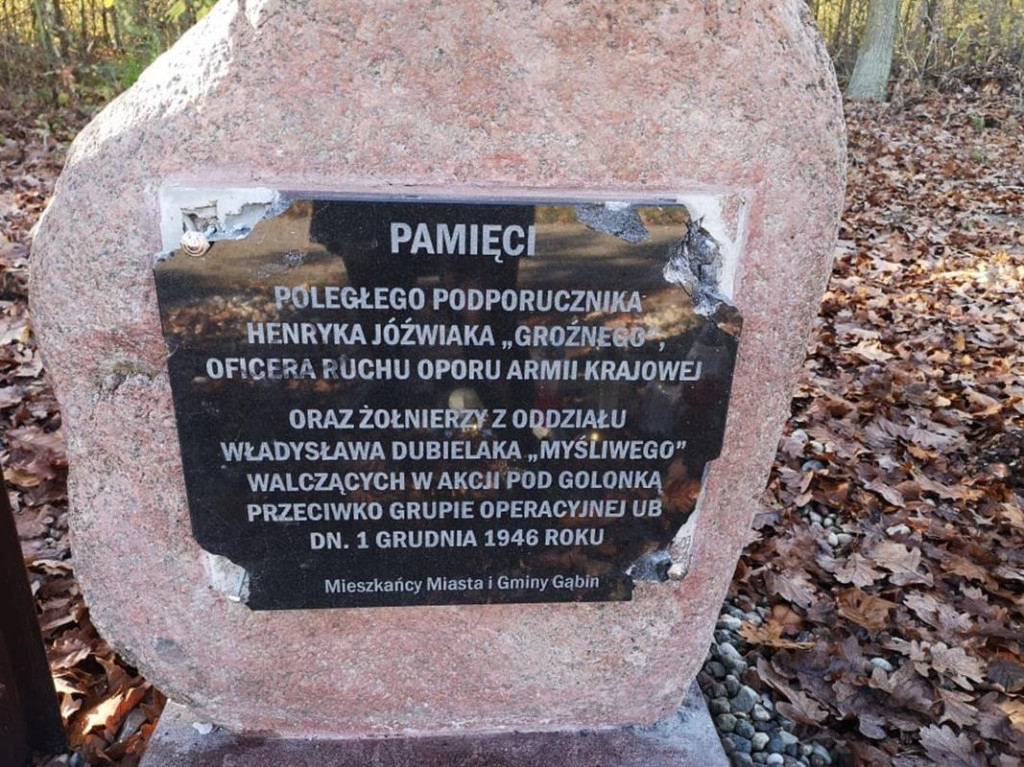 PAMIĘCI
POLEGŁEGO PODPORUCZNIKA
HENRYKA JÓŹWIAKA „GROŹNEGO”,
OFICERA RUCHU OPORU ARMII KRAJOWEJ
ORAZ ŻOŁNIERZY Z ODDZIAŁU
WŁADYSŁAWA DUBIELAKA „MYŚLIWEGO”
WALCZĄCYCH W AKCJI POD GOLONKĄ
PRZECIWKO GRUPIE OPERACYJNEJ UB
DN. 1 GRUDNIA 1946 ROKU
Mieszkańcy Miasta i Gminy Gąbin